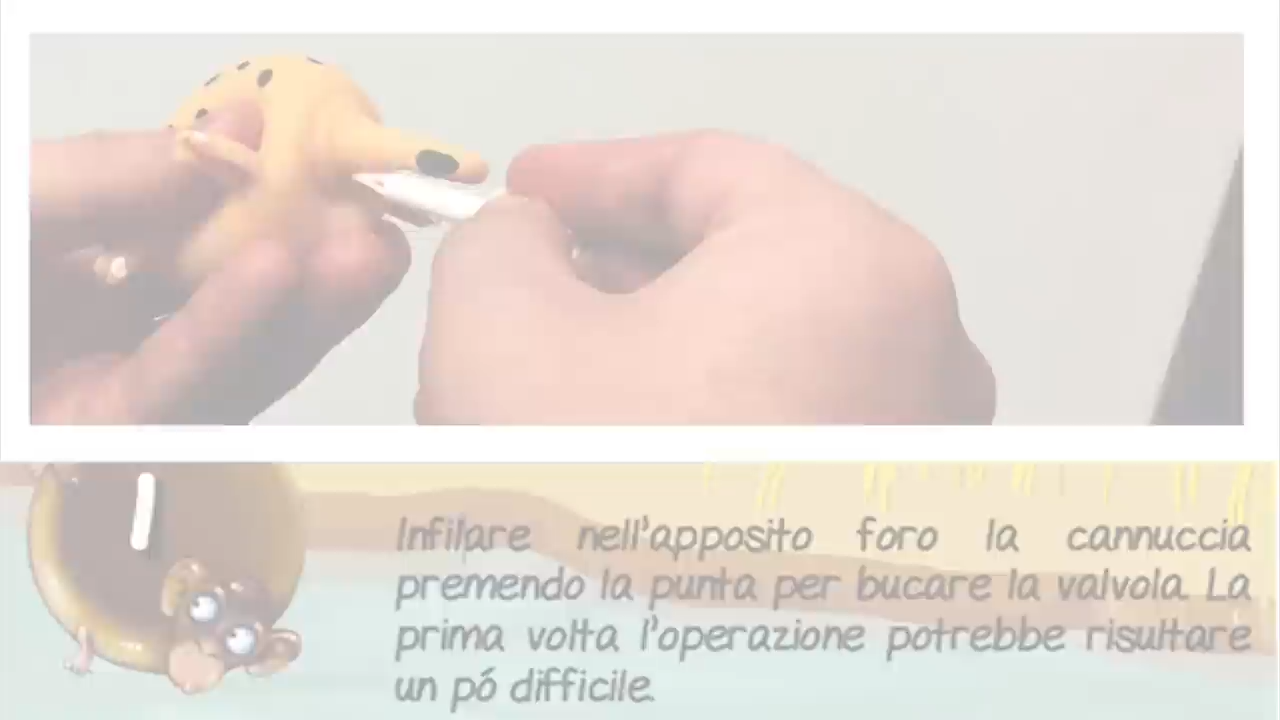 1
Infilare nell'apposito foro la cannuccia
premendo la punta per bucare la valvola. La
prima volta l'operazione potrebbe risultare
un pó difficile.